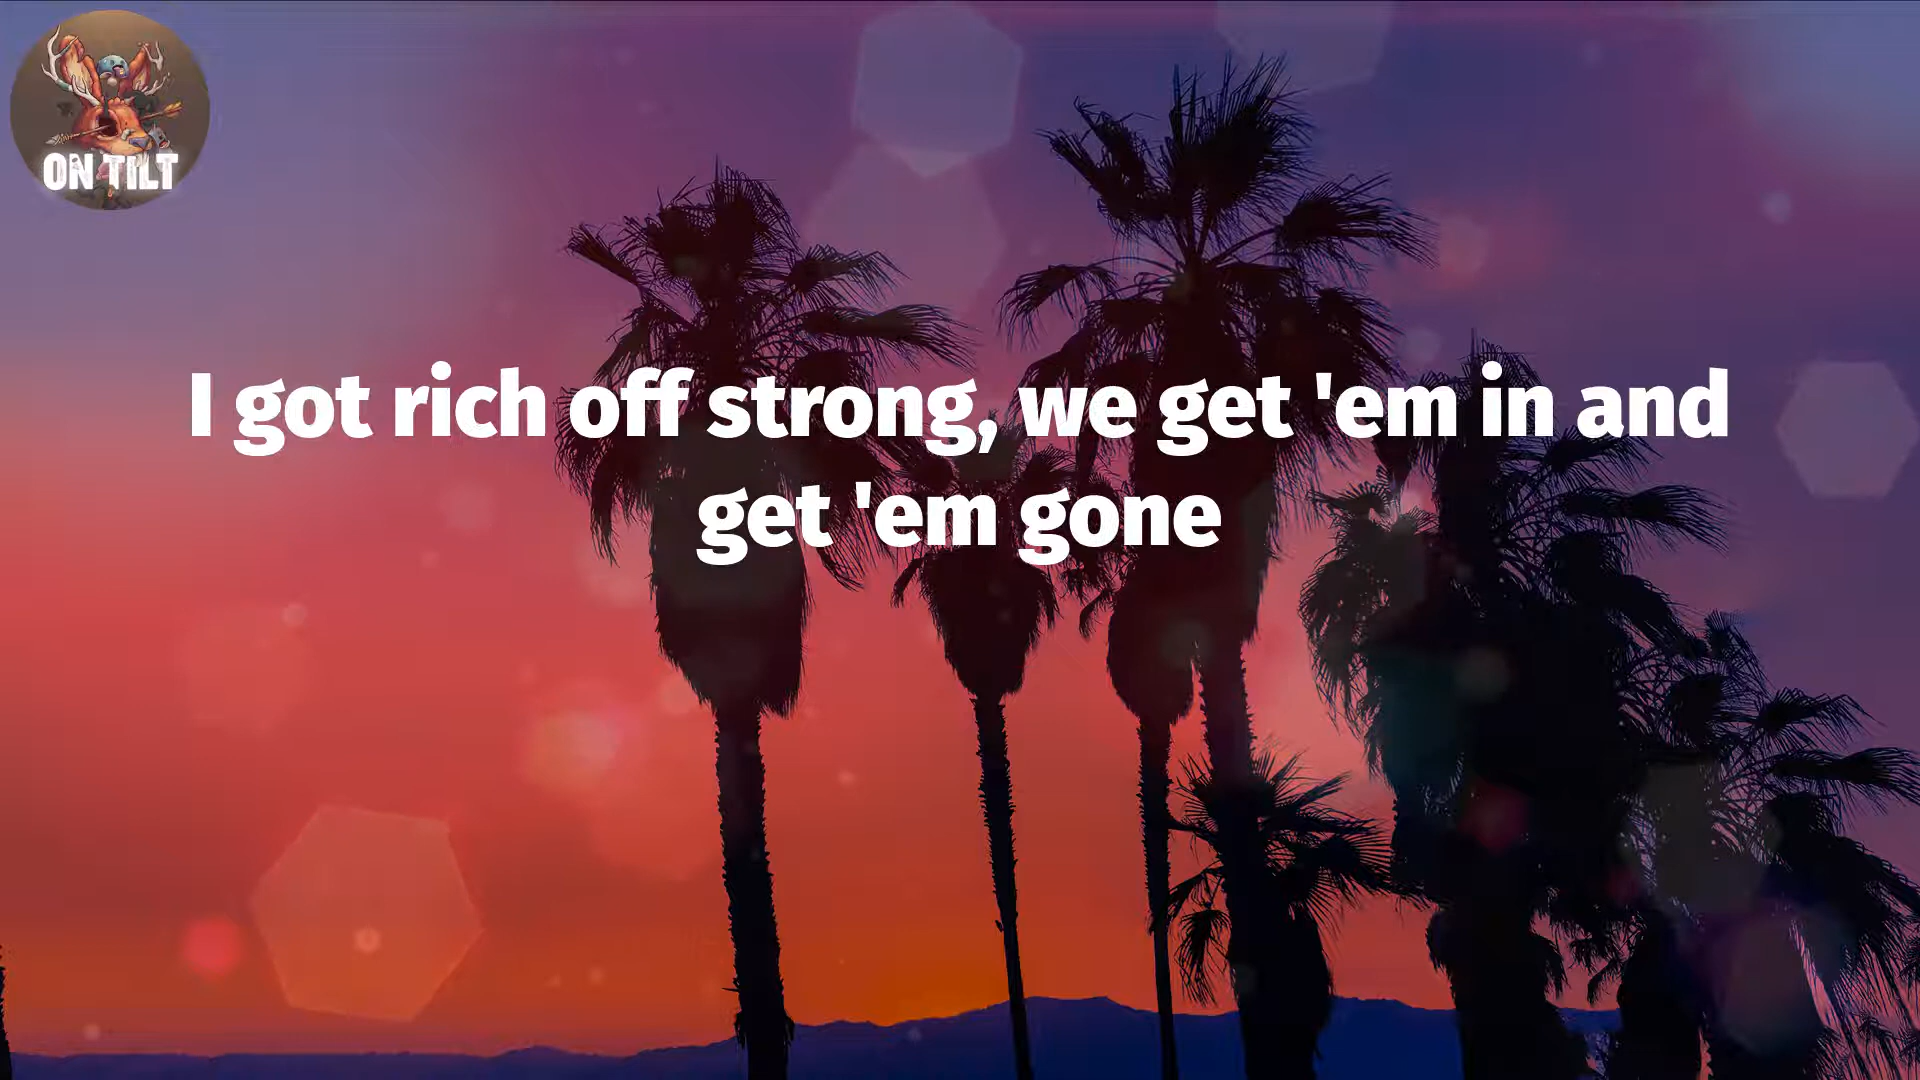 ON TILT
I got rich off strong, we get 'em in and
get 'em gone